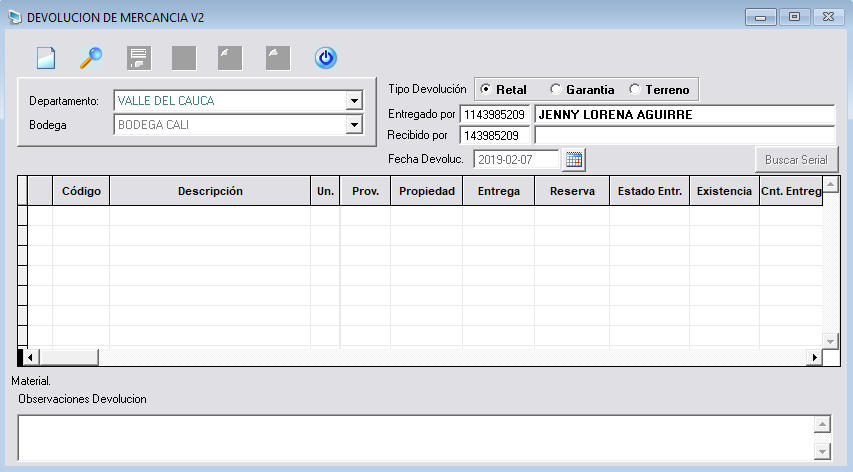 DEVOLUCION DE MERCANCIA V2
Departamento: VALLE DEL CAUCA
Bodega BODEGA CALI
Tipo Devolución Retal Garantia Terreno
Entregado por 1143985209 JENNY LORENA AGUIRRE
Recibido por 143985209
Fecha Devoluc. 2019-02-07 Buscar Serial
Código Descripción Un. Prov. Propiedad Entrega Reserva Estado Entr. Existencia Cnt. Entreg
Material.
Observaciones Devolucion